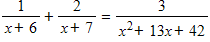 1/(x + 6) + 2/(x + 7) = 3/(x² + 13x + 42)